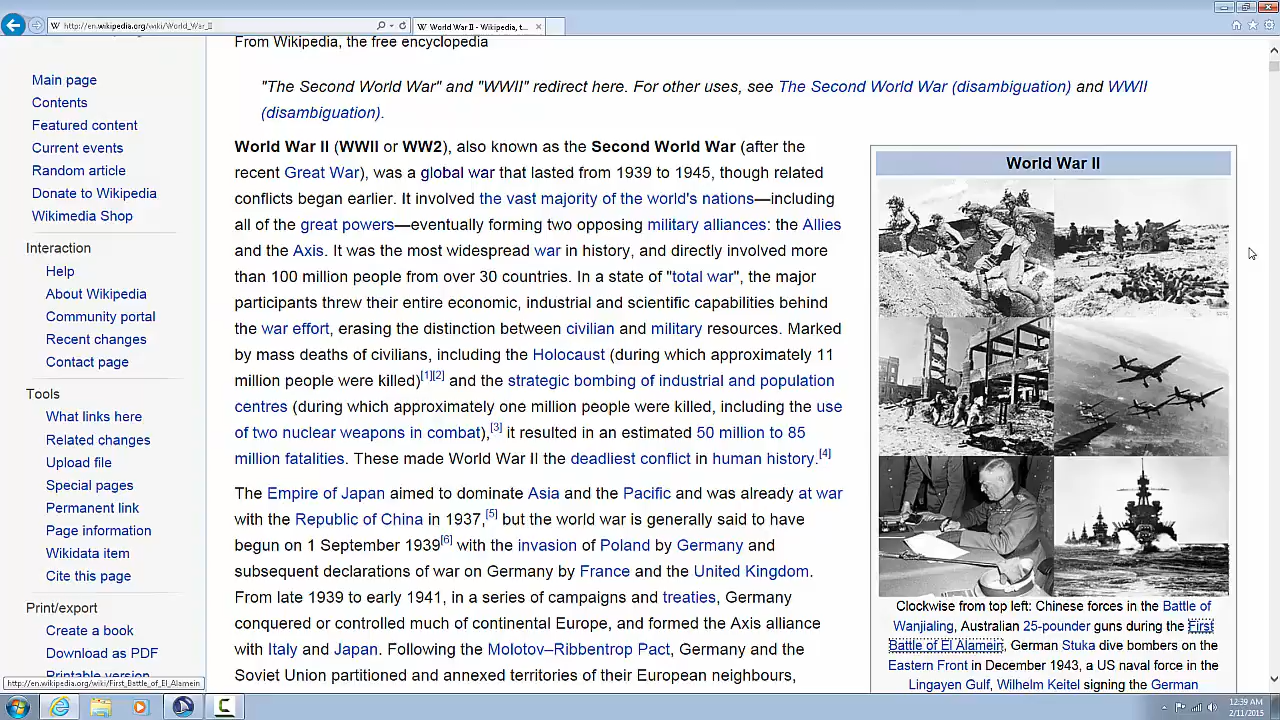 http://en.wikipedia.org/wiki/World_War_II
World War II - Wikipedia, t...
Main page
Contents
Featured content
Current events
Random article
Donate to Wikipedia
Wikimedia Shop
Interaction
Help
About Wikipedia
Community portal
Recent changes
Contact page
Tools
What links here
Related changes
Upload file
Special pages
Permanent link
Page information
Wikidata item
Cite this page
Print/export
Create a book
Download as PDF
Printable version
From Wikipedia, the free encyclopedia
"The Second World War" and "WWII" redirect here. For other uses, see The Second World War (disambiguation) and WWII
(disambiguation).
World War II (WWII or WW2), also known as the Second World War (after the
recent Great War), was a global war that lasted from 1939 to 1945, though related
conflicts began earlier. It involved the vast majority of the world's nations—including
all of the great powers—eventually forming two opposing military alliances: the Allies
and the Axis. It was the most widespread war in history, and directly involved more
than 100 million people from over 30 countries. In a state of "total war", the major
participants threw their entire economic, industrial and scientific capabilities behind
the war effort, erasing the distinction between civilian and military resources. Marked
by mass deaths of civilians, including the Holocaust (during which approximately 11
million people were killed)[1][2] and the strategic bombing of industrial and population
centres (during which approximately one million people were killed, including the use
of two nuclear weapons in combat),[3] it resulted in an estimated 50 million to 85
million fatalities. These made World War II the deadliest conflict in human history.[4]
The Empire of Japan aimed to dominate Asia and the Pacific and was already at war
with the Republic of China in 1937,[5] but the world war is generally said to have
begun on 1 September 1939[6] with the invasion of Poland by Germany and
subsequent declarations of war on Germany by France and the United Kingdom.
From late 1939 to early 1941, in a series of campaigns and treaties, Germany
conquered or controlled much of continental Europe, and formed the Axis alliance
with Italy and Japan. Following the Molotov–Ribbentrop Pact, Germany and the
Soviet Union partitioned and annexed territories of their European neighbours,
World War II
Clockwise from top left: Chinese forces in the Battle of
Wanjialing, Australian 25-pounder guns during the First
Battle of El Alamein, German Stuka dive bombers on the
Eastern Front in December 1943, a US naval force in the
Lingayen Gulf, Wilhelm Keitel signing the German
http://en.wikipedia.org/wiki/First_Battle_of_El_Alamein
12:39 AM
2/11/2015